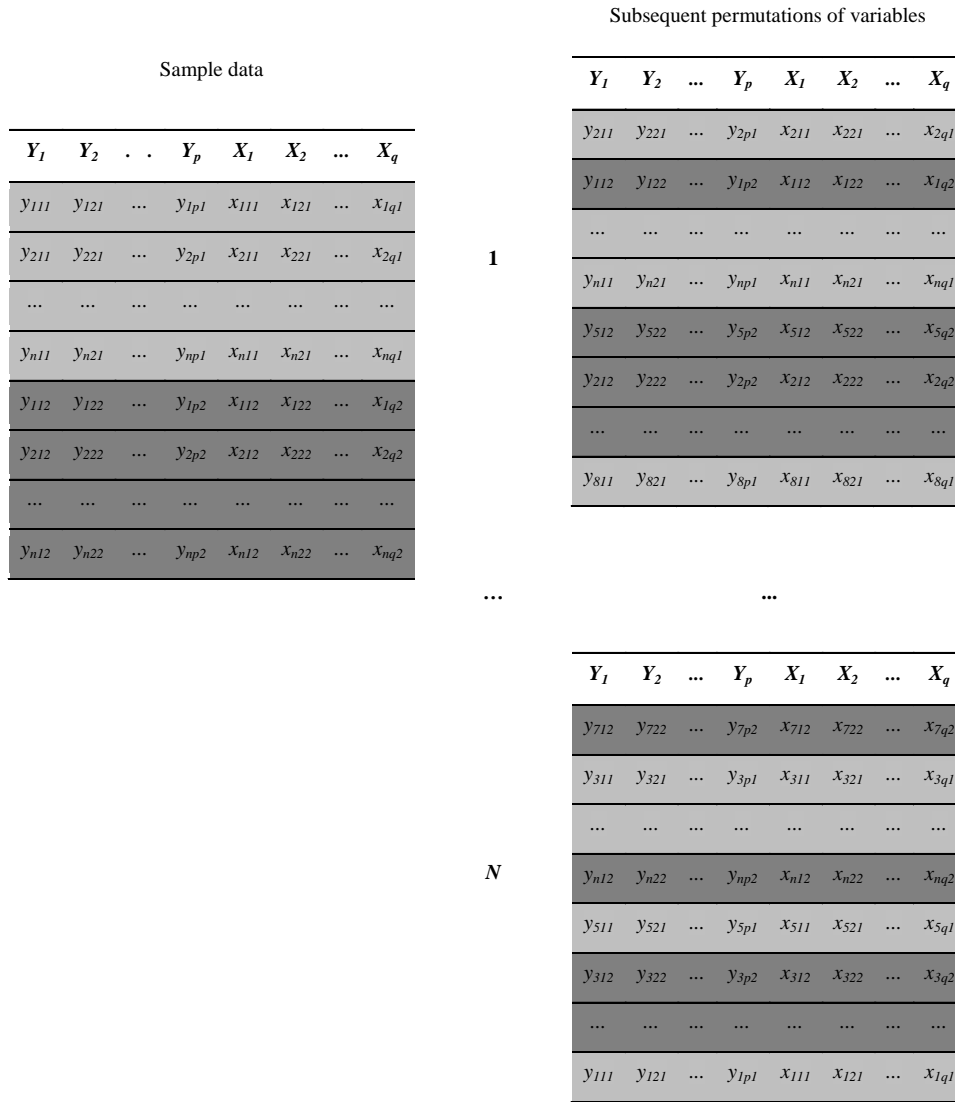 Subsequent permutations of variables
Sample data
Y1 Y2 . . Yp X1 X2 ... Xq
y111 y121 ... y1p1 x111 x121 ... x1q1
y211 y221 ... y2p1 x211 x221 ... x2q1
... ... ... ... ... ... ... ...
yn11 yn21 ... ynp1 xn11 xn21 ... xnq1
y112 y122 ... y1p2 x112 x122 ... x1q2
y212 y222 ... y2p2 x212 x222 ... x2q2
... ... ... ... ... ... ... ...
yn12 yn22 ... ynp2 xn12 xn22 ... xnq2
1
Y1 Y2 ... Yp X1 X2 ... Xq
y211 y221 ... y2p1 x211 x221 ... x2q1
y112 y122 ... y1p2 x112 x122 ... x1q2
... ... ... ... ... ... ... ...
yn11 yn21 ... ynp1 xn11 xn21 ... xnq1
y512 y522 ... y5p2 x512 x522 ... x5q2
y212 y222 ... y2p2 x212 x222 ... x2q2
... ... ... ... ... ... ... ...
y811 y821 ... y8p1 x811 x821 ... x8q1
... ...
N
Y1 Y2 ... Yp X1 X2 ... Xq
y712 y722 ... y7p2 x712 x722 ... x7q2
y311 y321 ... y3p1 x311 x321 ... x3q1
... ... ... ... ... ... ... ...
yn12 yn22 ... ynp2 xn12 xn22 ... xnq2
y511 y521 ... y5p1 x511 x521 ... x5q1
y312 y322 ... y3p2 x312 x322 ... x3q2
... ... ... ... ... ... ... ...
y111 y121 ... y1p1 x111 x121 ... x1q1